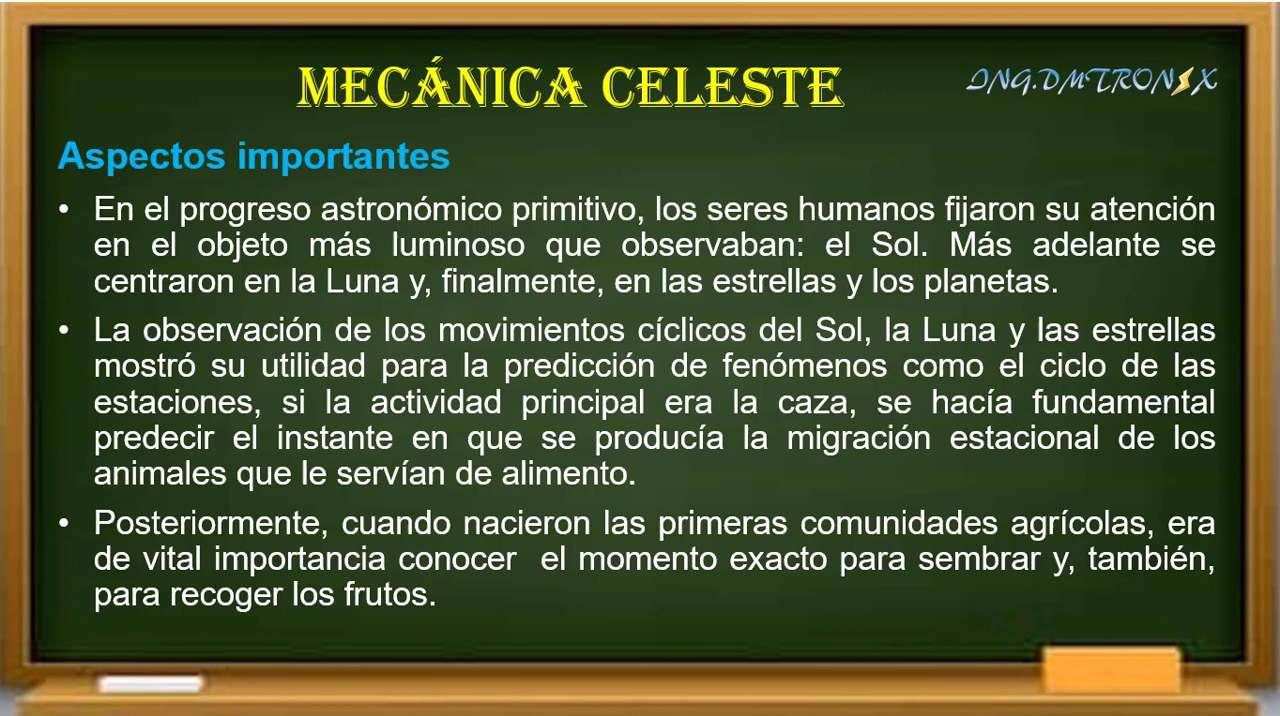 MECÁNICA CELESTE
ING.DMTRONIX
Aspectos importantes
• En el progreso astronómico primitivo, los seres humanos fijaron su atención
en el objeto más luminoso que observaban: el Sol. Más adelante se
centraron en la Luna y, finalmente, en las estrellas y los planetas.
• La observación de los movimientos cíclicos del Sol, la Luna y las estrellas
mostró su utilidad para la predicción de fenómenos como el ciclo de las
estaciones, si la actividad principal era la caza, se hacía fundamental
predecir el instante en que se producía la migración estacional de los
animales que le servían de alimento.
• Posteriormente, cuando nacieron las primeras comunidades agrícolas, era
de vital importancia conocer  el momento exacto para sembrar y, también,
para recoger los frutos.